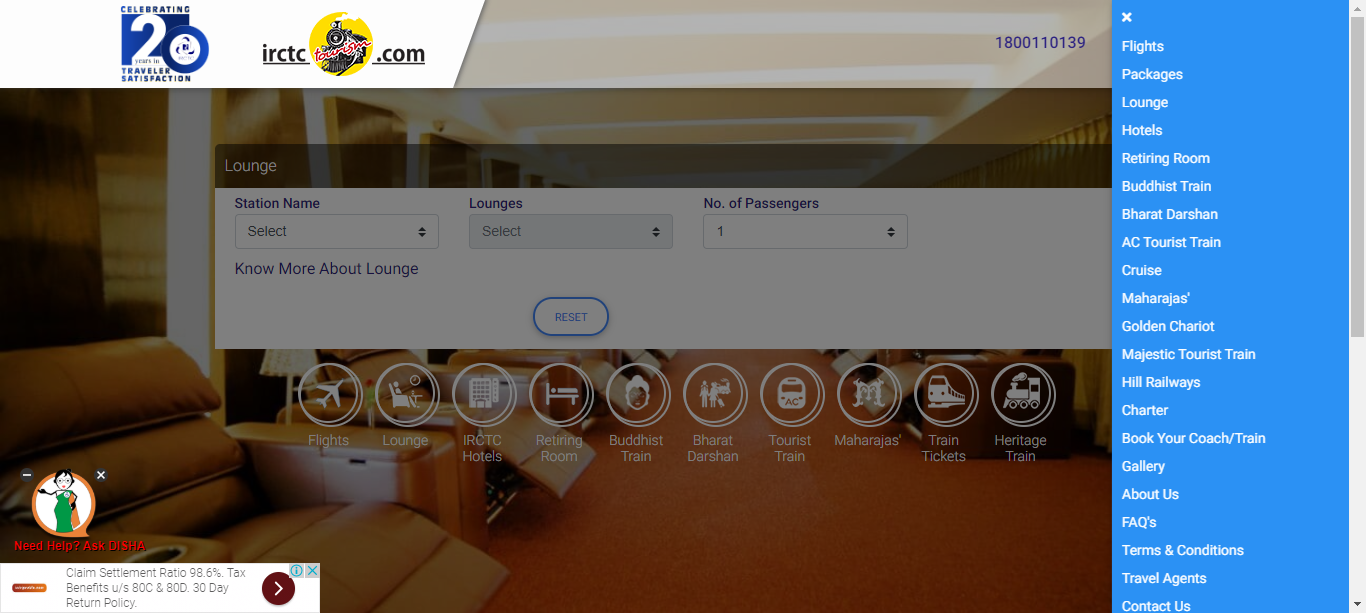 CELEBRATING
20
years in
TRAVELER
SATISFACTION
irctc tourism .com
1800110139
Lounge
Station Name
Lounges
No. of Passengers
Select
Select
1
Know More About Lounge
RESET
Flights
Lounge
IRCTC
Hotels
Retiring
Room
Buddhist
Train
Bharat
Darshan
AC
Tourist
Train
Maharajas'
Train
Tickets
Heritage
Train
Need Help? Ask DISHA
Claim Settlement Ratio 98.6%. Tax
Benefits u/s 80C & 80D. 30 Day
Return Policy.
Flights
Packages
Lounge
Hotels
Retiring Room
Buddhist Train
Bharat Darshan
AC Tourist Train
Cruise
Maharajas'
Golden Chariot
Majestic Tourist Train
Hill Railways
Charter
Book Your Coach/Train
Gallery
About Us
FAQ's
Terms & Conditions
Travel Agents
Contact Us